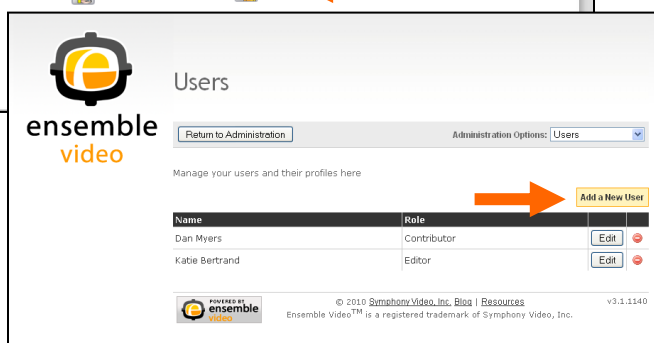 ensemble
video
Users
Return to Administration
Administration Options: Users
Manage your users and their profiles here
Add a New User
Name Role
Dan Myers Contributor Edit
Katie Bertrand Editor Edit
POWERED BY
ensemble
video
© 2010 Symphony Video, Inc. Blog | Resources
Ensemble Video™ is a registered trademark of Symphony Video, Inc.
v3.1.1140